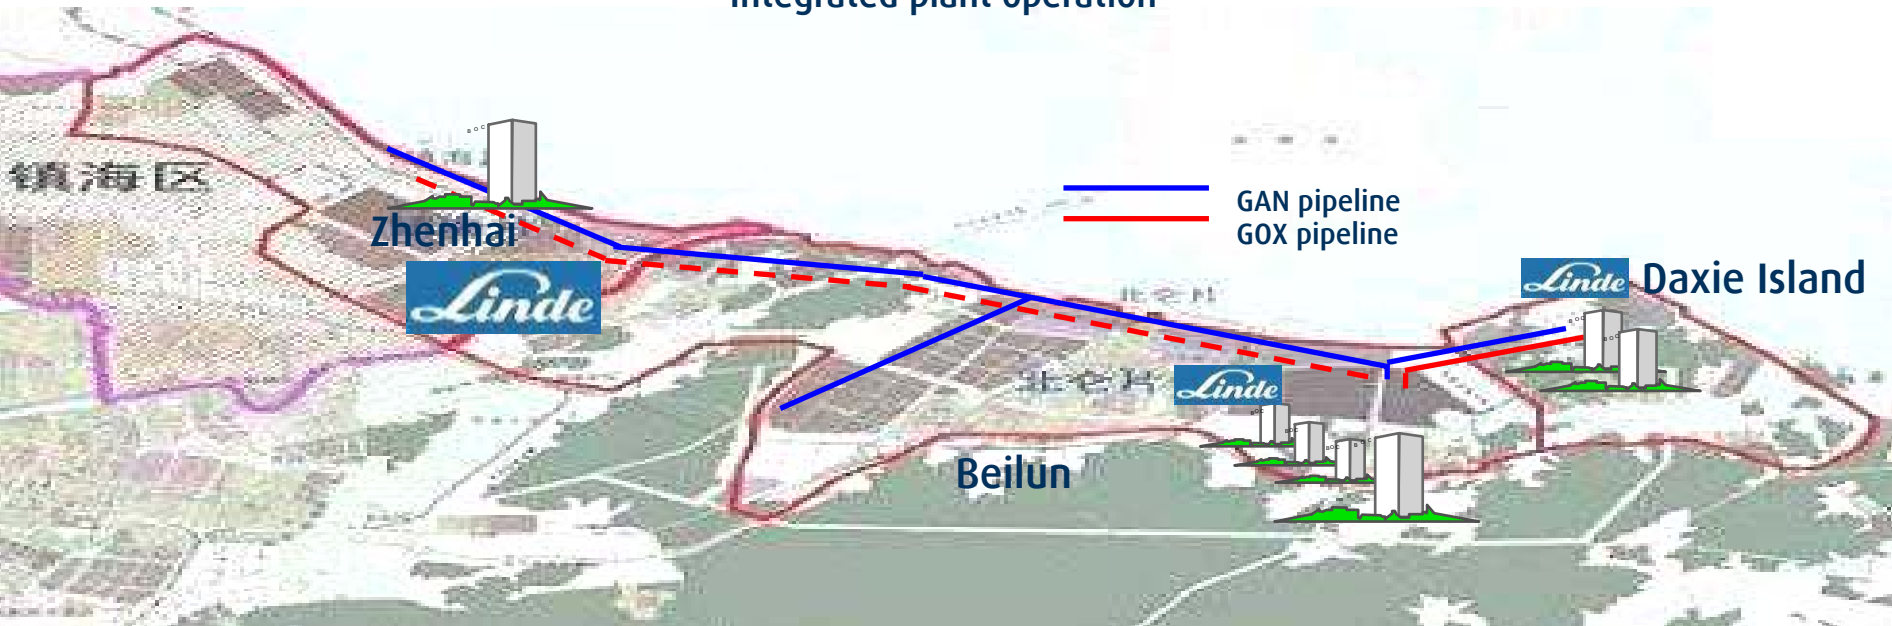 Integrated plant operation
镇海区
Zhenhai
Linde
GAN pipeline
GOX pipeline
Linde
Daxie Island
Linde
Beilun